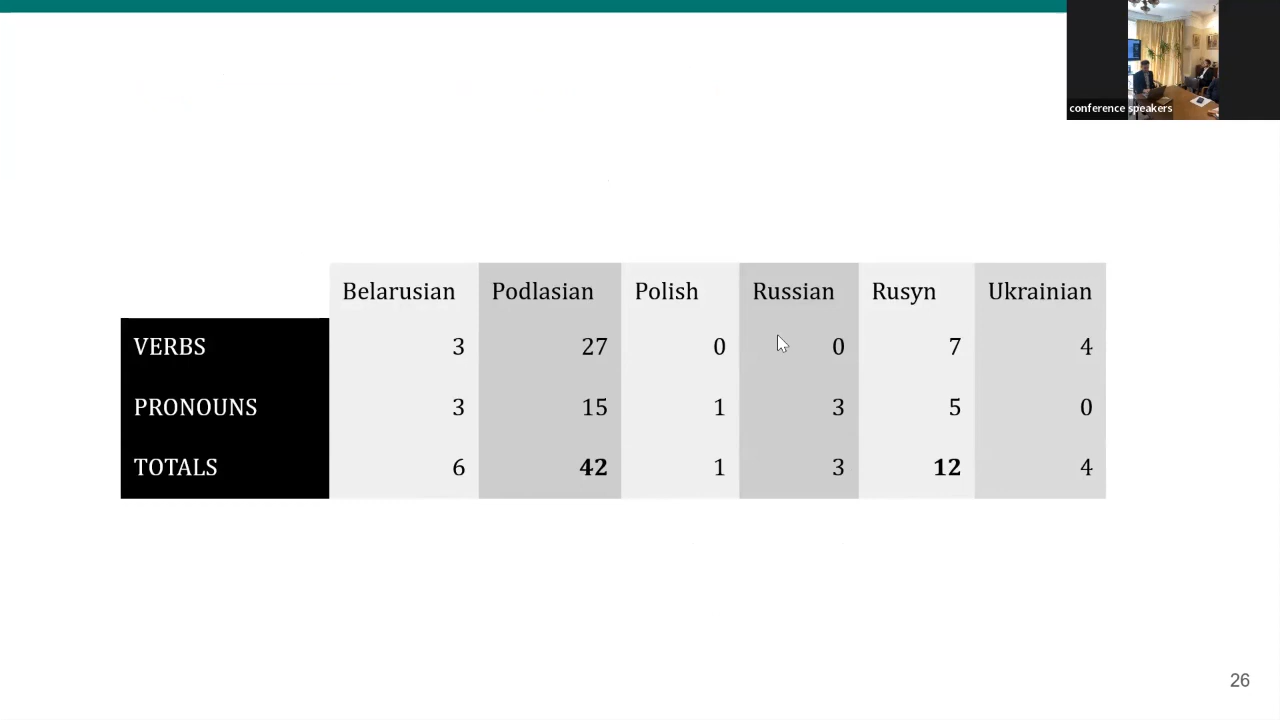 conference speakers
Belarusian Podlasian Polish Russian Rusyn Ukrainian
VERBS 3 27 0 0 7 4
PRONOUNS 3 15 1 3 5 0
TOTALS 6 42 1 3 12 4
26